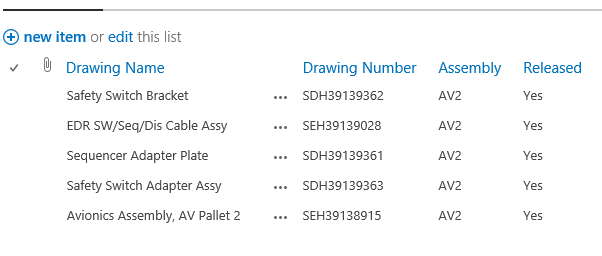 new item or edit this list
Drawing Name Drawing Number Assembly Released
Safety Switch Bracket ... SDH39139362 AV2 Yes
EDR SW/Seq/Dis Cable Assy ... SEH39139028 AV2 Yes
Sequencer Adapter Plate ... SDH39139361 AV2 Yes
Safety Switch Adapter Assy ... SDH39139363 AV2 Yes
Avionics Assembly, AV Pallet 2 ... SEH39138915 AV2 Yes